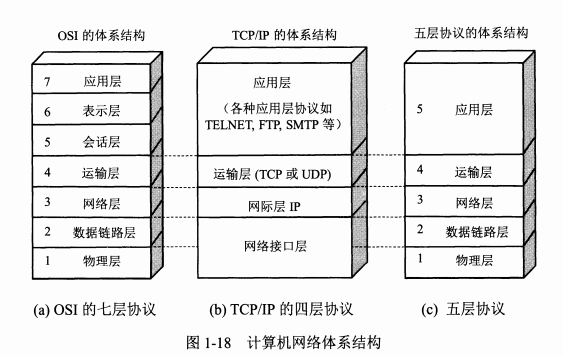 OSI 的体系结构
7 应用层
6 表示层
5 会话层
4 运输层
3 网络层
2 数据链路层
1 物理层
(a) OSI 的七层协议
TCP/IP 的体系结构
应用层
（各种应用层协议如
TELNET, FTP, SMTP 等）
运输层 (TCP 或 UDP)
网际层 IP
网络接口层
(b) TCP/IP 的四层协议
五层协议的体系结构
5 应用层
4 运输层
3 网络层
2 数据链路层
1 物理层
(c) 五层协议
图 1-18 计算机网络体系结构